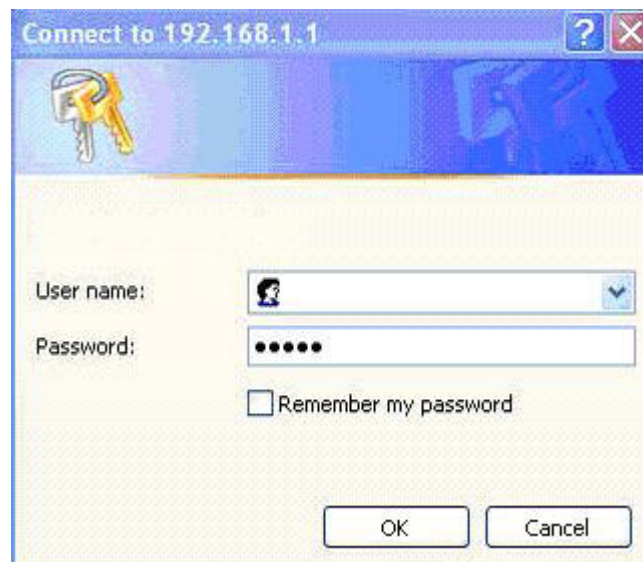 Connect to 192.168.1.1
User name:
Password:
●●●●●
Remember my password
OK
Cancel